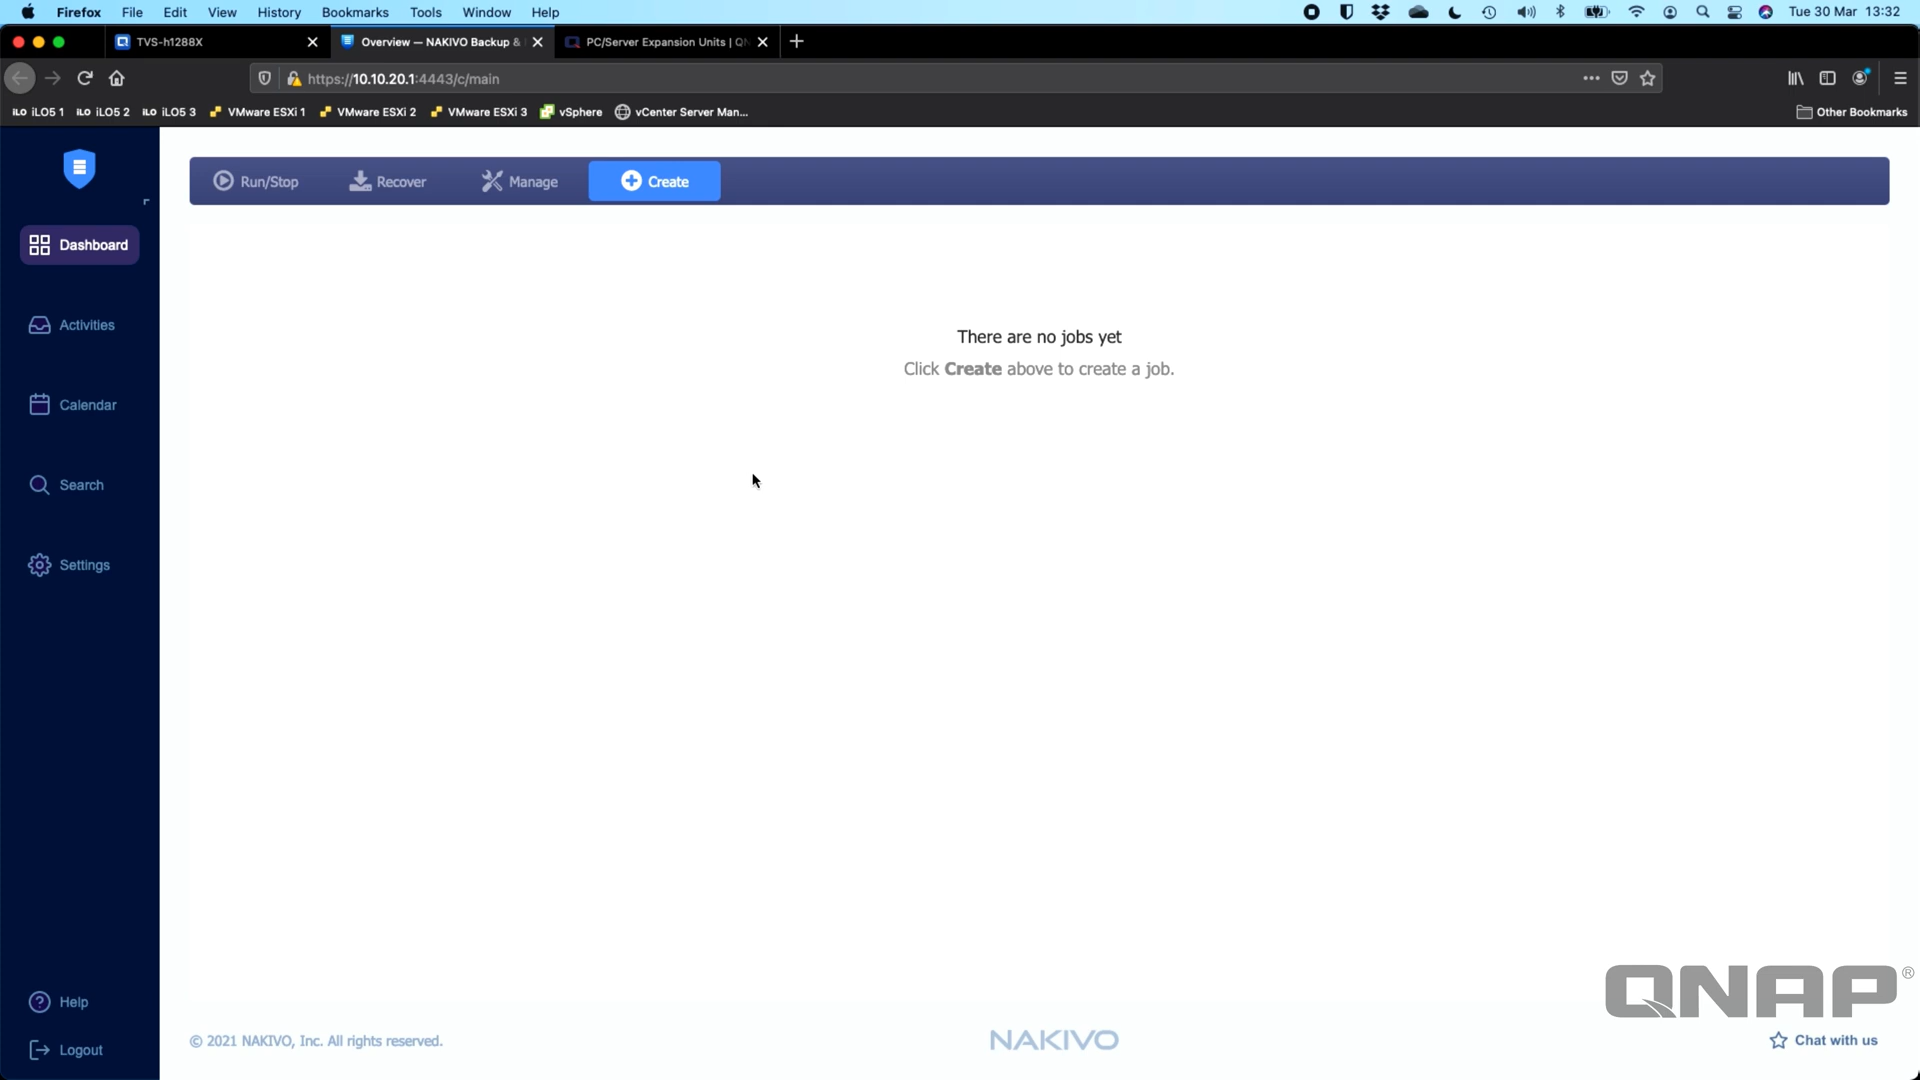 Firefox File Edit View History Bookmarks Tools Window Help Tue 30 Mar 13:32
TVS-h1288X Overview — NAKIVO Backup & PC/Server Expansion Units | QN
https://10.10.20.1:4443/c/main
iLO iLO5 1 iLO iLO5 2 iLO iLO5 3 VMware ESXi 1 VMware ESXi 2 VMware ESXi 3 vSphere vCenter Server Man... Other Bookmarks
Run/Stop Recover Manage Create
Dashboard
Activities
There are no jobs yet
Click Create above to create a job.
Calendar
Search
Settings
QNAP®
Help
© 2021 NAKIVO, Inc. All rights reserved. NAKIVO Chat with us
Logout